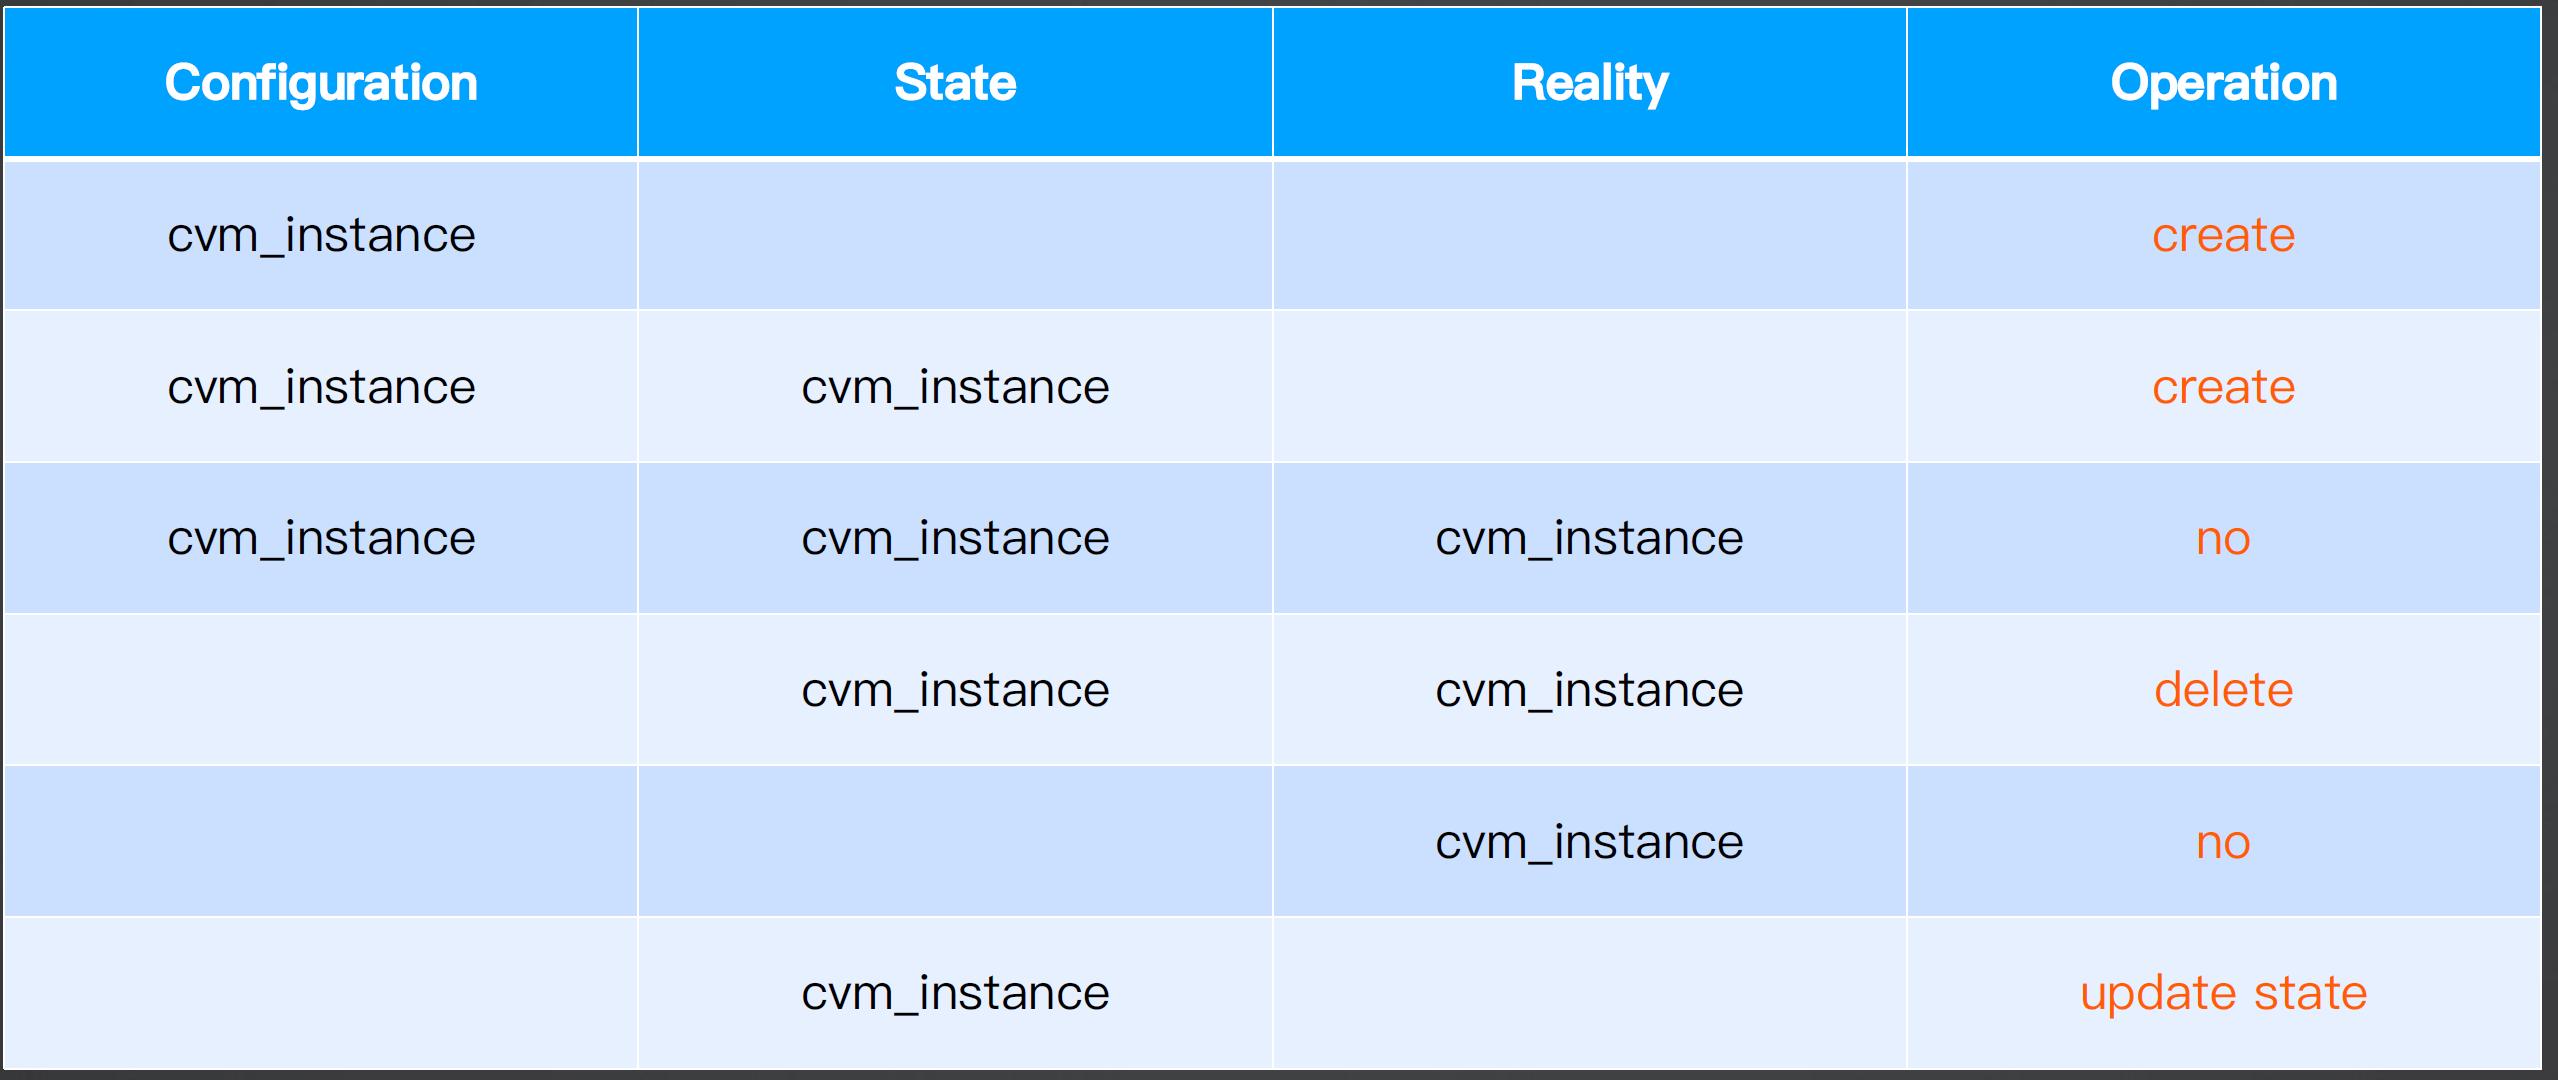 Configuration State Reality Operation
cvm_instance create
cvm_instance cvm_instance create
cvm_instance cvm_instance cvm_instance no
cvm_instance cvm_instance delete
cvm_instance no
cvm_instance update state